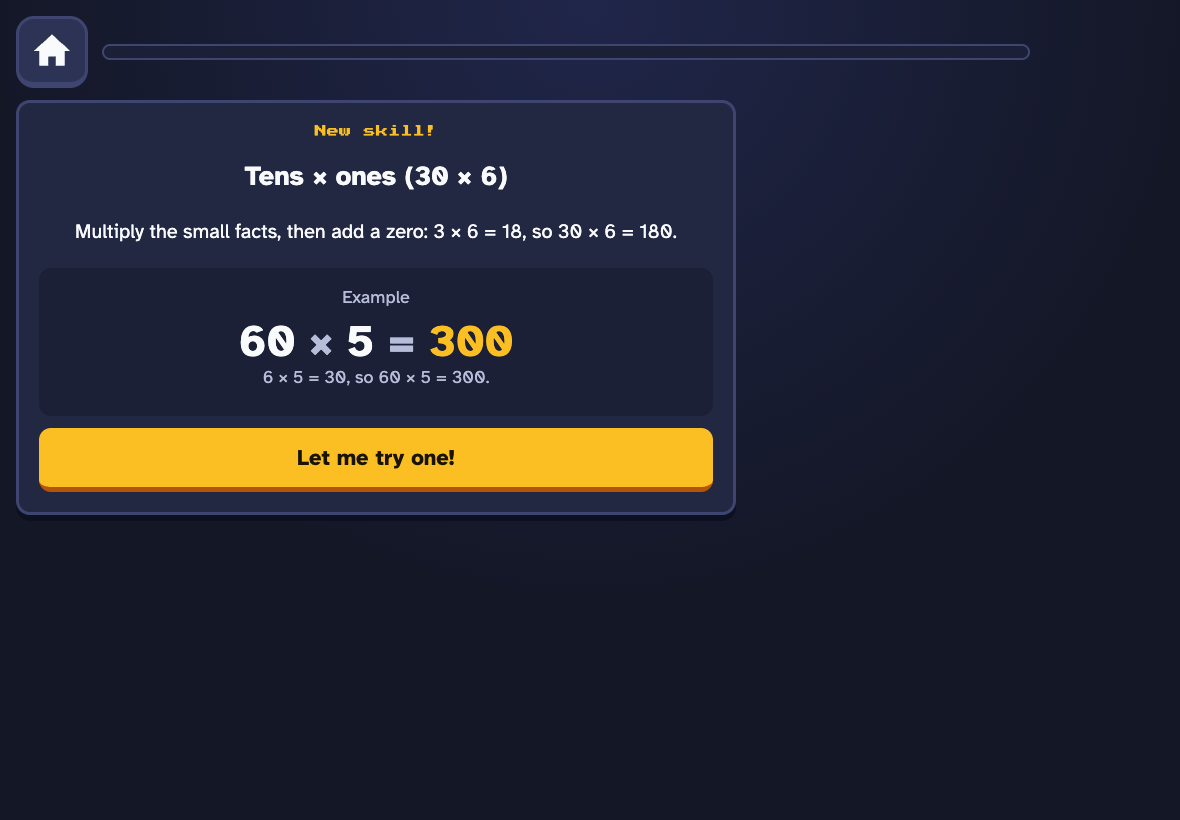 New skill!
Tens × ones (30 × 6)
Multiply the small facts, then add a zero: 3 × 6 = 18, so 30 × 6 = 180.
Example
60 × 5 = 300
6 × 5 = 30, so 60 × 5 = 300.
Let me try one!